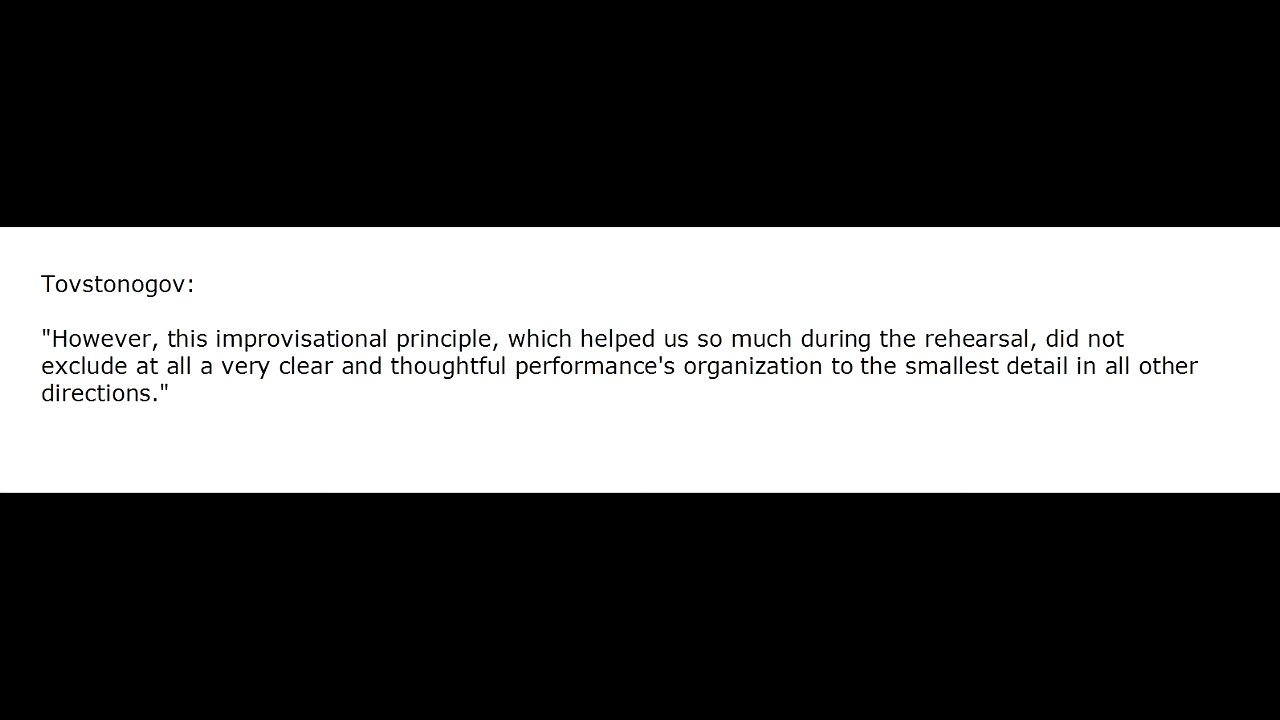 Tovstonogov:
"However, this improvisational principle, which helped us so much during the rehearsal, did not
exclude at all a very clear and thoughtful performance's organization to the smallest detail in all other
directions."